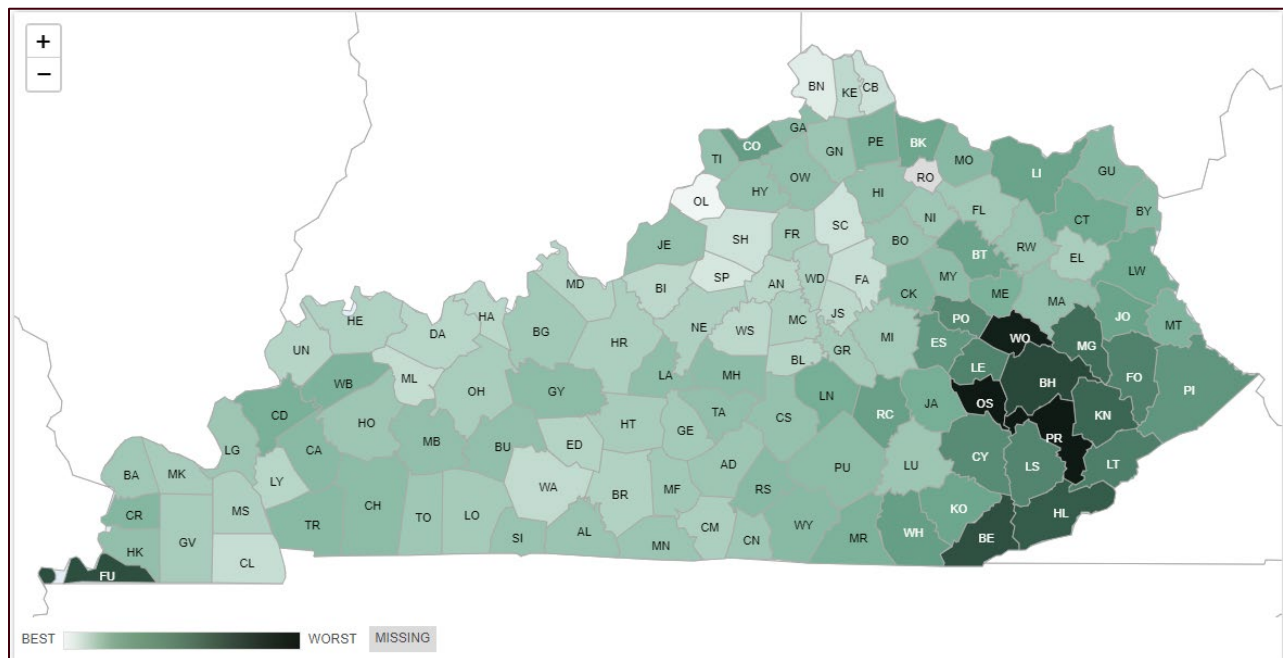 +
−
BN KE CB
GA
CO GN PE BK
TI MO
LI GU
OW RO
OL HY HI
CT BY
NI FL
SC
JE SH FR BO RW
BT EL
LW
MD SP AN WD FA MY
BI CK ME MA
HE HA JS PO JO MT
DA NE WS MC MI WO MG
UN BG HR BL GR ES
LE FO
ML LA MH BH PI
WB OH GY LN JA OS KN
CD HO TA RC
MB HT GE CS PR
LG CA BU ED CY LS LT
BA MK LY AD PU LU
WA RS
MS CH BR MF KO HL
CR TR TO LO CM WY WH
SI AL CN MR BE
HK GV MN
CL
FU
BEST WORST MISSING